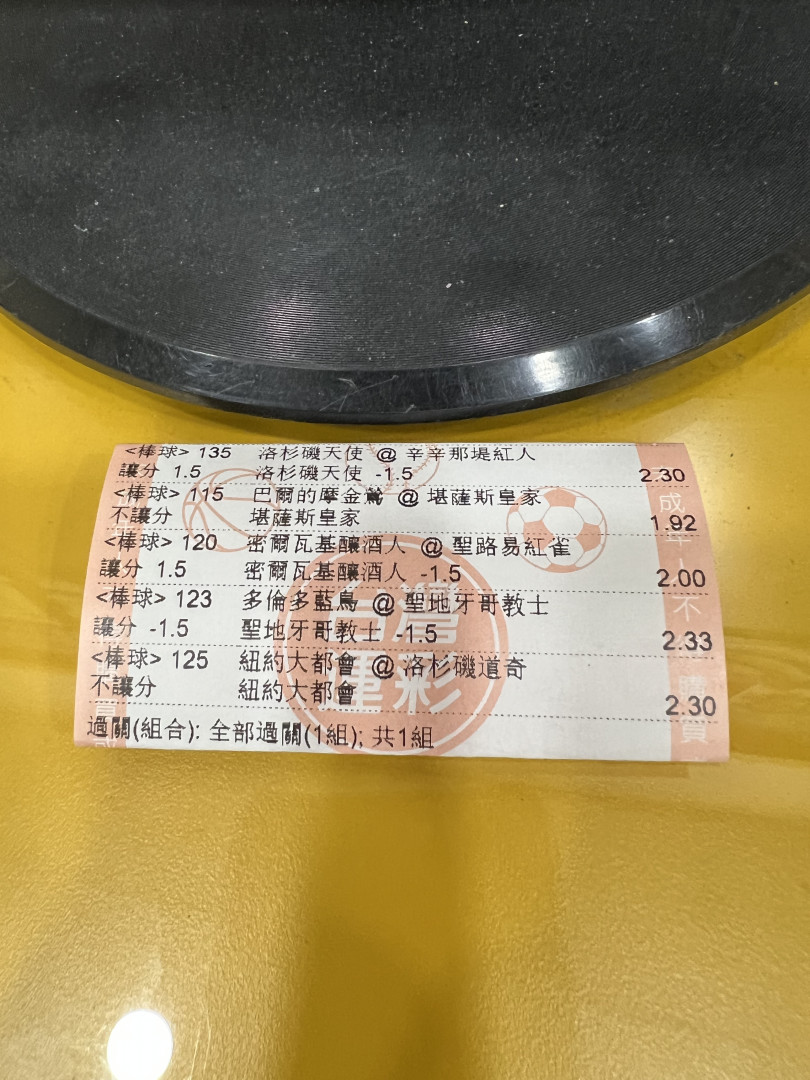 <棒球> 135 洛杉磯天使 @ 辛辛那堤紅人
讓分 1.5 洛杉磯天使 -1.5 2.30
<棒球> 115 巴爾的摩金鶯 @ 堪薩斯皇家
不讓分 堪薩斯皇家 1.92
<棒球> 120 密爾瓦基釀酒人 @ 聖路易紅雀
讓分 1.5 密爾瓦基釀酒人 -1.5 2.00
<棒球> 123 多倫多藍鳥 @ 聖地牙哥教士
讓分 -1.5 聖地牙哥教士 -1.5 2.33
<棒球> 125 紐約大都會 @ 洛杉磯道奇
不讓分 紐約大都會 2.30
過關(組合): 全部過關(1組); 共1組
台灣
運彩